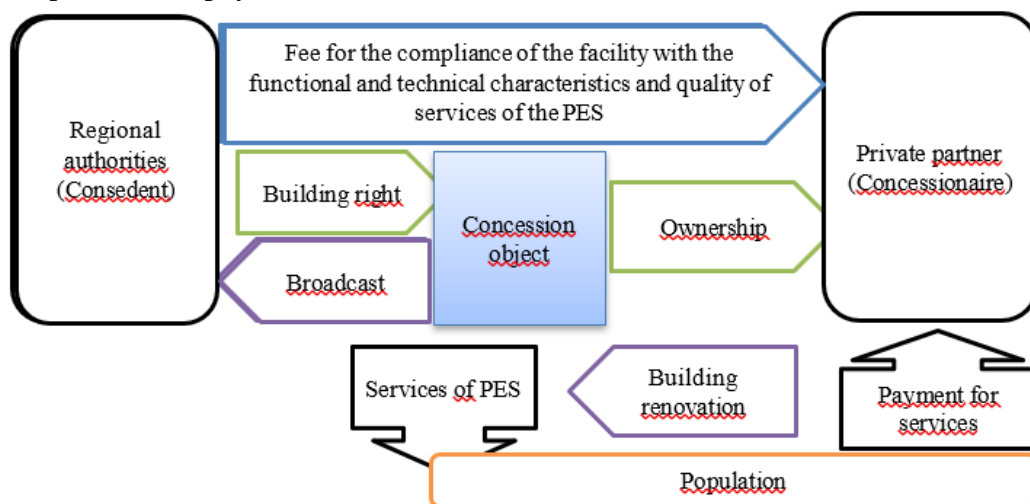 Fee for the compliance of the facility with the
functional and technical characteristics and quality of
services of the PES
Regional
authorities
(Consedent)
Private partner
(Concessionaire)
Building right
Concession
object
Ownership
Broadcast
Services of PES
Building
renovation
Payment for
services
Population